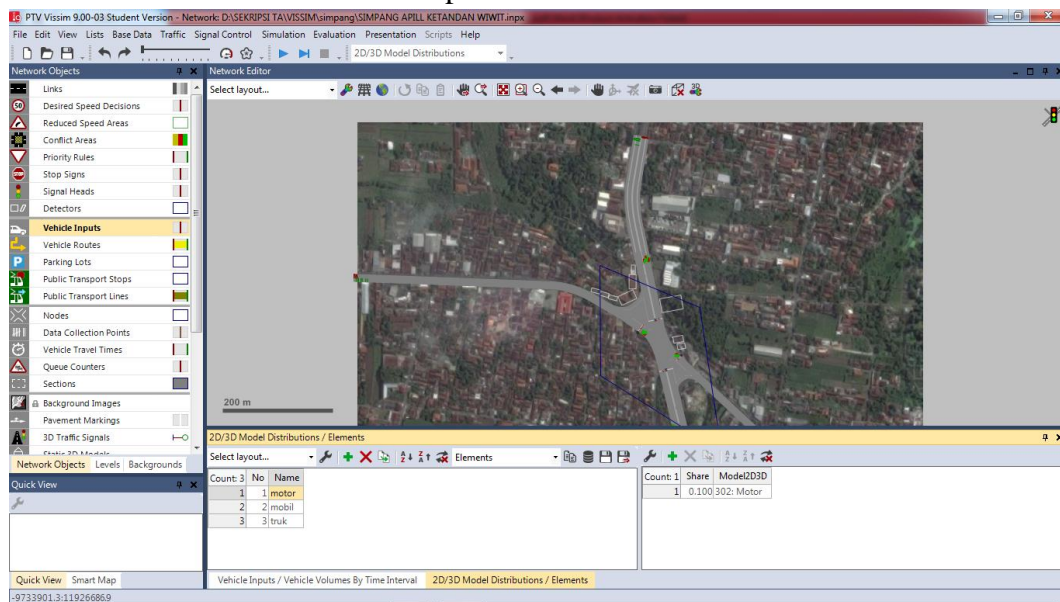 PTV Vissim 9.00-03 Student Version - Network: D:\SEKRIPSI TA\VISSIM\simpang\SIMPANG APILL KETANDAN WIWIT.inpx
File Edit View Lists Base Data Traffic Signal Control Simulation Evaluation Presentation Scripts Help
2D/3D Model Distributions
Network Objects
Network Editor
Links
Select layout...
50 Desired Speed Decisions
Reduced Speed Areas
Conflict Areas
Priority Rules
STOP Stop Signs
Signal Heads
Detectors
Vehicle Inputs
Vehicle Routes
P Parking Lots
Public Transport Stops
Public Transport Lines
Nodes
Data Collection Points
Vehicle Travel Times
Queue Counters
Sections
Background Images
Pavement Markings
3D Traffic Signals
Static 3D Models
Network Objects Levels Backgrounds
200 m
2D/3D Model Distributions / Elements
Select layout... Elements
Quick View
Count: 3 No Name
1 1 motor
2 2 mobil
3 3 truk
Count: 1 Share Model2D3D
1 0.100 302: Motor
Quick View Smart Map
Vehicle Inputs / Vehicle Volumes By Time Interval 2D/3D Model Distributions / Elements
-9733901.3:11926686.9